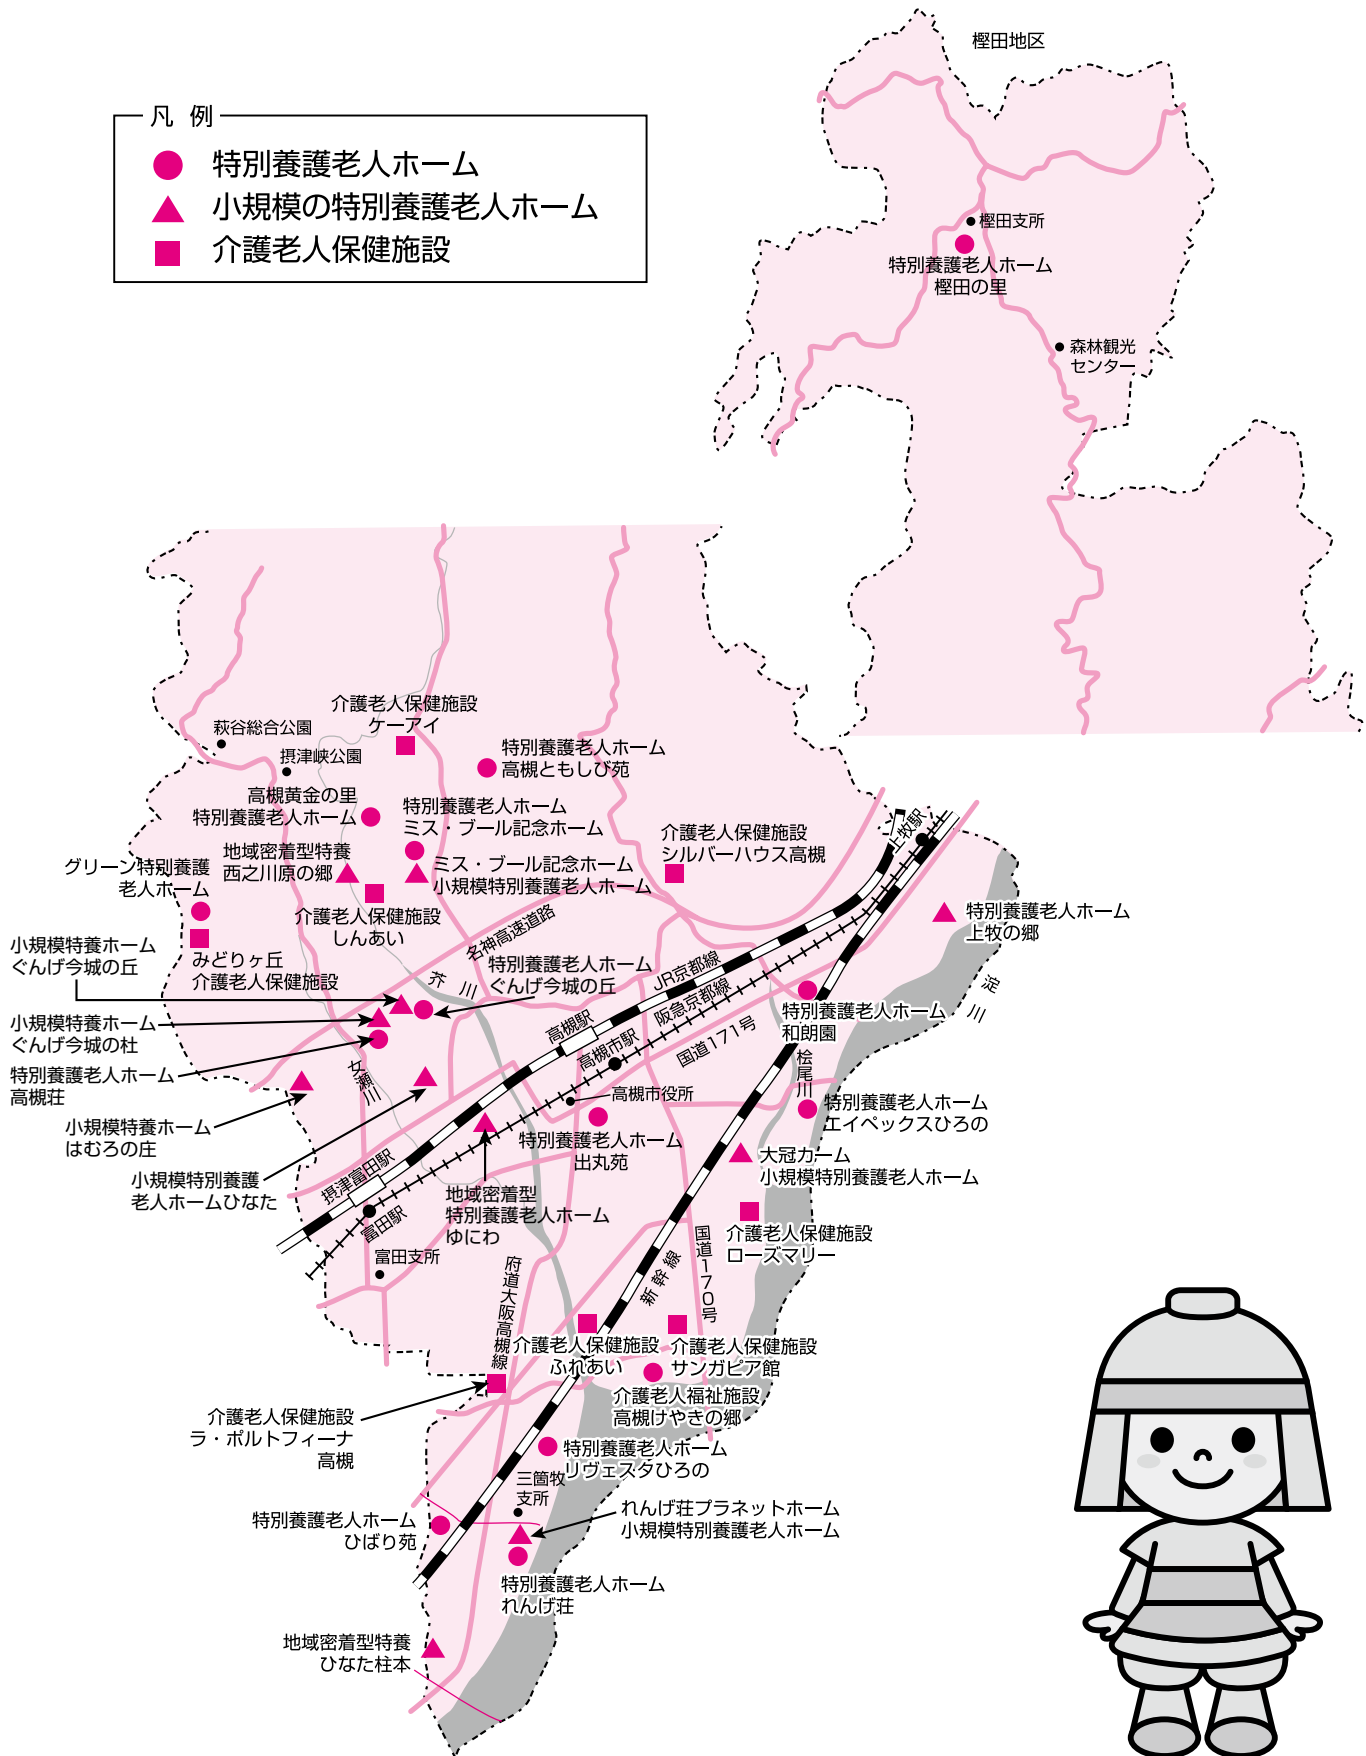 樫田地区
凡 例
特別養護老人ホーム
小規模の特別養護老人ホーム
介護老人保健施設
樫田支所
特別養護老人ホーム
樫田の里
森林観光
センター
介護老人保健施設
ケーアイ
萩谷総合公園
摂津峡公園
特別養護老人ホーム
高槻ともしび苑
高槻黄金の里
特別養護老人ホーム
特別養護老人ホーム
ミス・ブール記念ホーム
介護老人保健施設
シルバーハウス高槻
上牧駅
地域密着型特養
西之川原の郷
ミス・ブール記念ホーム
小規模特別養護老人ホーム
グリーン特別養護
老人ホーム
介護老人保健施設
しんあい
名神高速道路
特別養護老人ホーム
上牧の郷
小規模特養ホーム
ぐんげ今城の丘
みどりヶ丘
介護老人保健施設
芥川
特別養護老人ホーム
ぐんげ今城の丘
JR京都線
阪急京都線
淀川
小規模特養ホーム
ぐんげ今城の杜
高槻駅
高槻市駅
国道171号
特別養護老人ホーム
和朗園
特別養護老人ホーム
高槻荘
女瀬川
桧尾川
高槻市役所
特別養護老人ホーム
エイペックスひろの
小規模特養ホーム
はむろの庄
特別養護老人ホーム
出丸苑
大冠カーム
小規模特別養護老人ホーム
小規模特別養護
老人ホームひなた
摂津富田駅
富田駅
地域密着型
特別養護老人ホーム
ゆにわ
介護老人保健施設
ローズマリー
富田支所
府道大阪高槻線
新幹線
国道170号
介護老人保健施設
ふれあい
介護老人保健施設
サンガピア館
介護老人福祉施設
高槻けやきの郷
介護老人保健施設
ラ・ポルトフィーナ
高槻
特別養護老人ホーム
リヴェスタひろの
三箇牧
支所
特別養護老人ホーム
ひばり苑
れんげ荘プラネットホーム
小規模特別養護老人ホーム
特別養護老人ホーム
れんげ荘
地域密着型特養
ひなた柱本